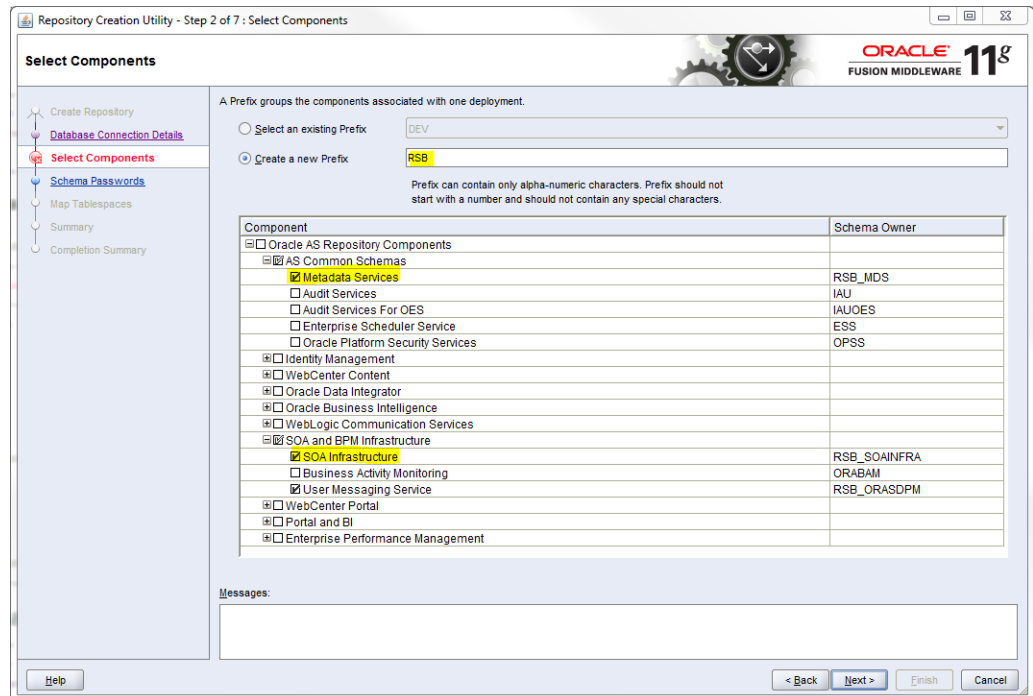 Repository Creation Utility - Step 2 of 7 : Select Components
Select Components
ORACLE
FUSION MIDDLEWARE 11g
Create Repository
Database Connection Details
Select Components
Schema Passwords
Map Tablespaces
Summary
Completion Summary
A Prefix groups the components associated with one deployment.
Select an existing Prefix DEV
Create a new Prefix RSB
Prefix can contain only alpha-numeric characters. Prefix should not
start with a number and should not contain any special characters.
Component Schema Owner
Oracle AS Repository Components
AS Common Schemas
Metadata Services RSB_MDS
Audit Services IAU
Audit Services For OES IAUOES
Enterprise Scheduler Service ESS
Oracle Platform Security Services OPSS
Identity Management
WebCenter Content
Oracle Data Integrator
Oracle Business Intelligence
WebLogic Communication Services
SOA and BPM Infrastructure
SOA Infrastructure RSB_SOAINFRA
Business Activity Monitoring ORABAM
User Messaging Service RSB_ORASDPM
WebCenter Portal
Portal and BI
Enterprise Performance Management
Messages:
Help < Back Next > Finish Cancel